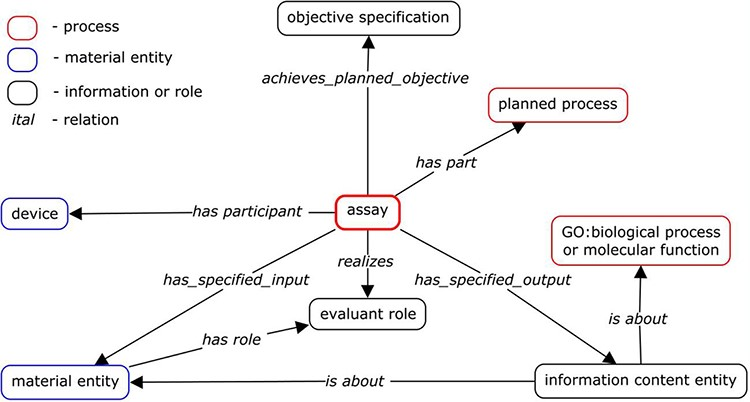 objective specification
- process
- material entity
- information or role
ital - relation
achieves_planned_objective
planned process
has part
device
has participant
assay
GO:biological process
or molecular function
realizes
has_specified_input
has_specified_output
evaluant role
has role
is about
material entity
is about
information content entity